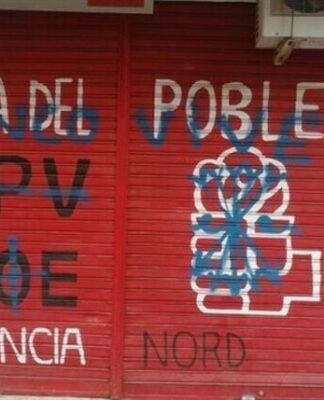 A DEL POBLE
PV
OE
NCIA NORD